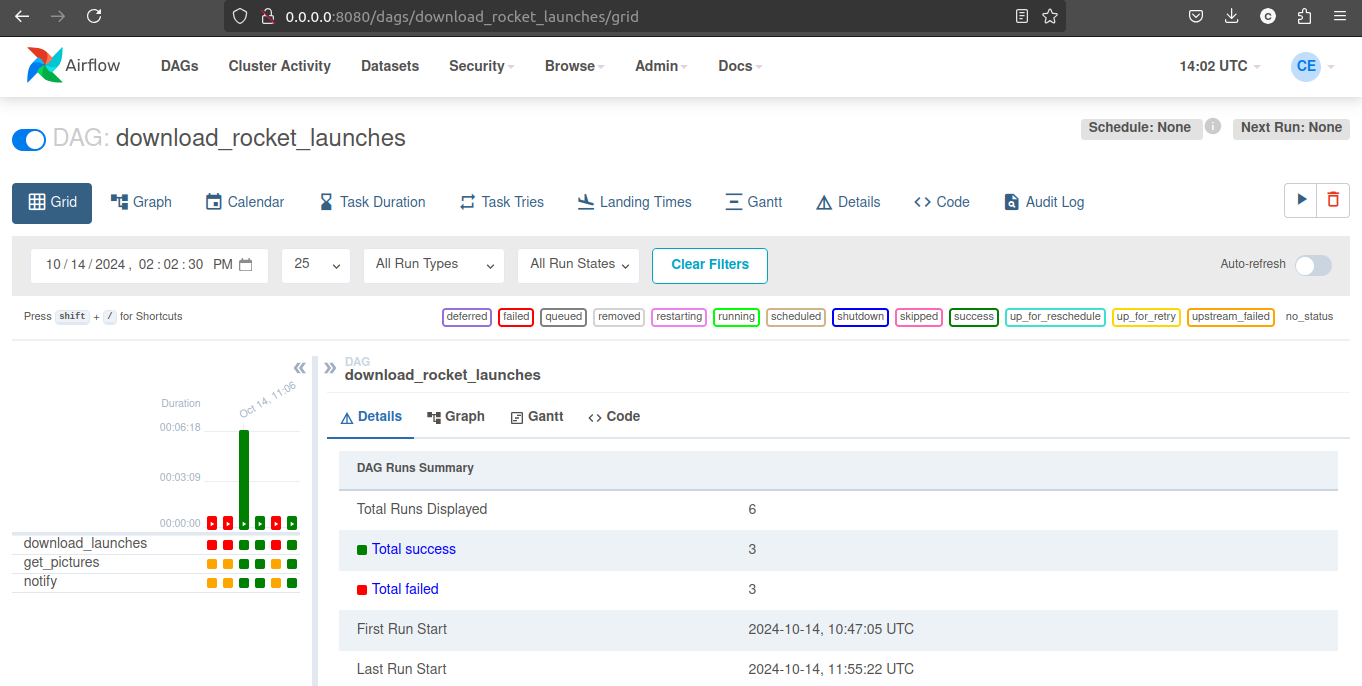 0.0.0.0:8080/dags/download_rocket_launches/grid
Airflow DAGs Cluster Activity Datasets Security Browse Admin Docs 14:02 UTC CE
DAG: download_rocket_launches Schedule: None Next Run: None
Grid Graph Calendar Task Duration Task Tries Landing Times Gantt Details Code Audit Log
10/14/2024, 02:02:30 PM 25 All Run Types All Run States Clear Filters Auto-refresh
Press shift + / for Shortcuts deferred failed queued removed restarting running scheduled shutdown skipped success up_for_reschedule up_for_retry upstream_failed no_status
Oct 14, 11:06
Duration
00:06:18
00:03:09
00:00:00
download_launches
get_pictures
notify
DAG
download_rocket_launches
Details Graph Gantt Code
DAG Runs Summary
Total Runs Displayed 6
Total success 3
Total failed 3
First Run Start 2024-10-14, 10:47:05 UTC
Last Run Start 2024-10-14, 11:55:22 UTC